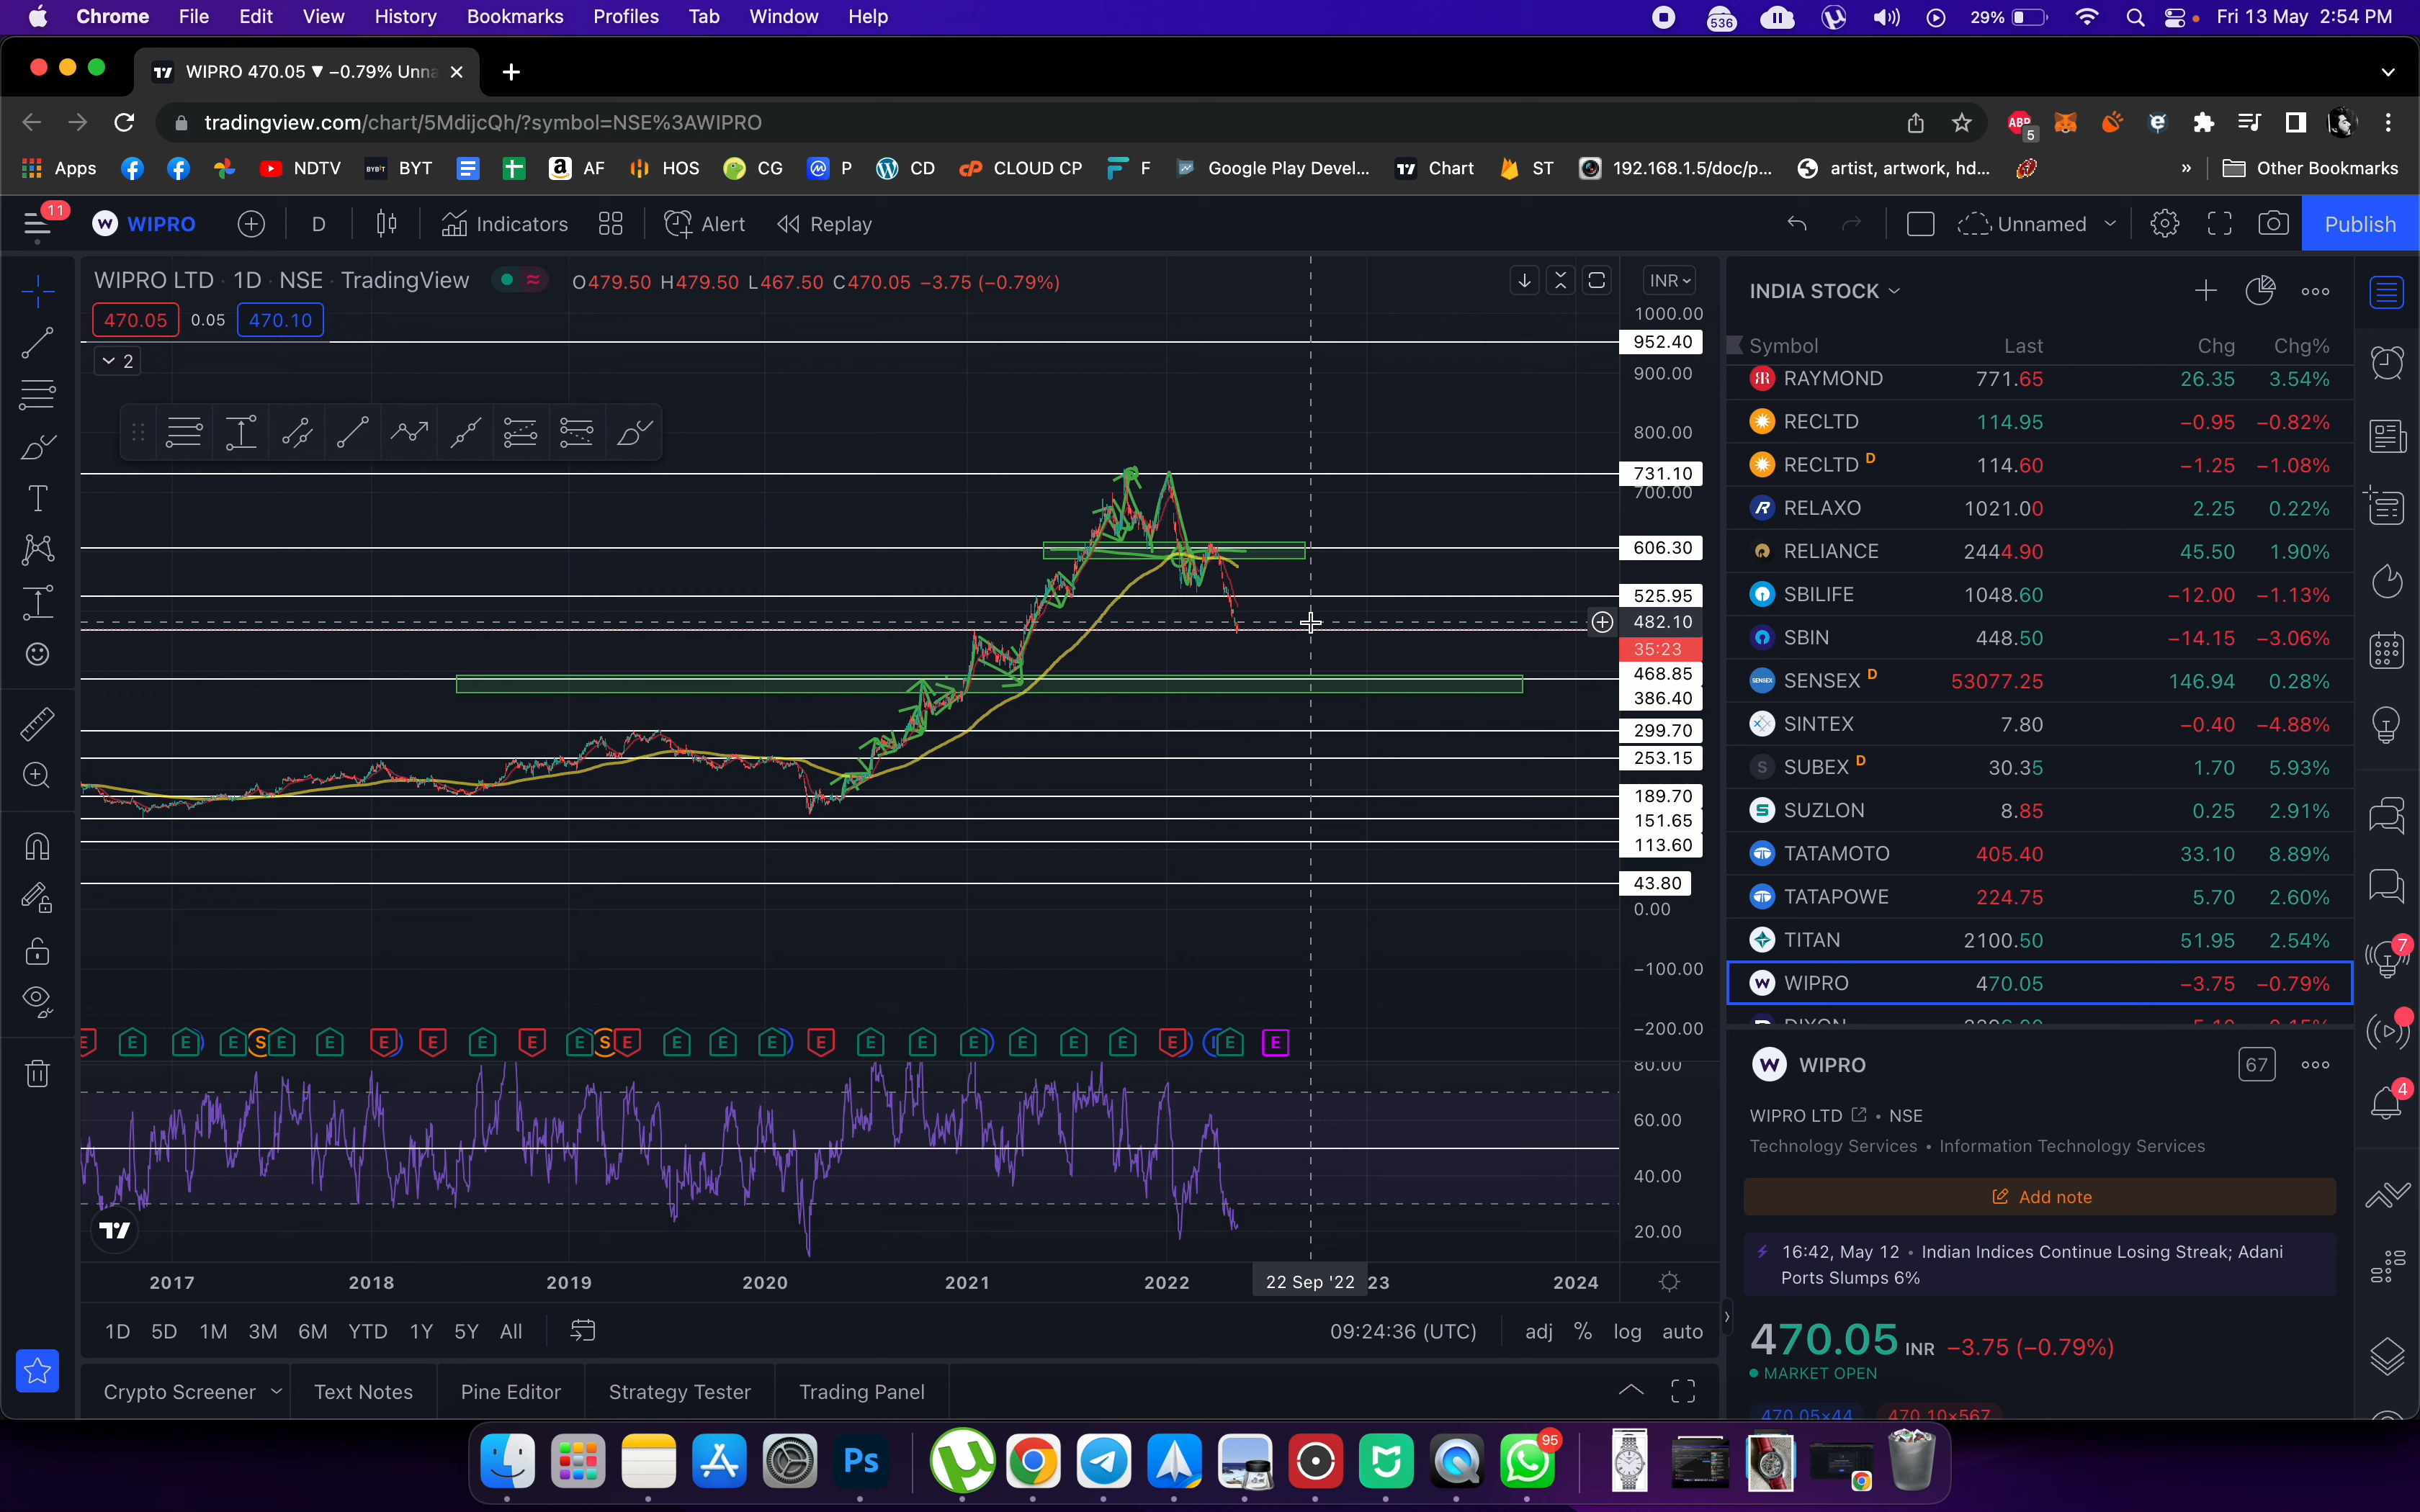 Chrome File Edit View History Bookmarks Profiles Tab Window Help 536 29% Fri 13 May 2:54 PM
WIPRO 470.05 ▼ −0.79% Unna
tradingview.com/chart/5MdijcQh/?symbol=NSE%3AWIPRO ABP 5
Apps NDTV BYT AF HOS CG P CD CLOUD CP F Google Play Devel... Chart ST 192.168.1.5/doc/p... artist, artwork, hd... » Other Bookmarks
11 WIPRO D Indicators Alert Replay Unnamed Publish
WIPRO LTD · 1D · NSE · TradingView O479.50 H479.50 L467.50 C470.05 −3.75 (−0.79%) INR
470.05 0.05 470.10
2
1000.00
952.40
900.00
800.00
731.10
700.00
606.30
525.95
482.10
35:23
468.85
386.40
299.70
253.15
189.70
151.65
113.60
43.80
0.00
−100.00
−200.00
E E E E S E E E E E E E S E E E E E E E E E E E E E E
80.00
60.00
40.00
20.00
2017 2018 2019 2020 2021 2022 22 Sep '22 23 2024
1D 5D 1M 3M 6M YTD 1Y 5Y All 09:24:36 (UTC) adj % log auto
Crypto Screener Text Notes Pine Editor Strategy Tester Trading Panel
INDIA STOCK
Symbol Last Chg Chg%
RAYMOND 771.65 26.35 3.54%
RECLTD 114.95 −0.95 −0.82%
RECLTD D 114.60 −1.25 −1.08%
RELAXO 1021.00 2.25 0.22%
RELIANCE 2444.90 45.50 1.90%
SBILIFE 1048.60 −12.00 −1.13%
SBIN 448.50 −14.15 −3.06%
SENSEX D 53077.25 146.94 0.28%
SINTEX 7.80 −0.40 −4.88%
SUBEX D 30.35 1.70 5.93%
SUZLON 8.85 0.25 2.91%
TATAMOTO 405.40 33.10 8.89%
TATAPOWE 224.75 5.70 2.60%
TITAN 2100.50 51.95 2.54%
WIPRO 470.05 −3.75 −0.79%
WIPRO 67
WIPRO LTD • NSE
Technology Services • Information Technology Services
Add note
16:42, May 12 • Indian Indices Continue Losing Streak; Adani
Ports Slumps 6%
470.05 INR −3.75 (−0.79%)
MARKET OPEN
470.05×44 470.10×567
7
4
Ps 95